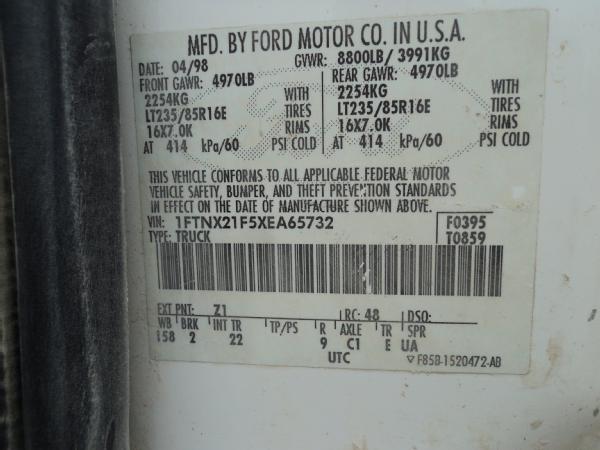 MFD. BY FORD MOTOR CO. IN U.S.A.
DATE: 04/98 GVWR: 8800LB/ 3991KG
FRONT GAWR: 4970LB REAR GAWR: 4970LB
2254KG WITH 2254KG WITH
LT235/85R16E TIRES LT235/85R16E TIRES
16X7.0K RIMS 16X7.0K RIMS
AT 414 kPa/60 PSI COLD AT 414 kPa/60 PSI COLD
THIS VEHICLE CONFORMS TO ALL APPLICABLE FEDERAL MOTOR
VEHICLE SAFETY, BUMPER, AND THEFT PREVENTION STANDARDS
IN EFFECT ON THE DATE OF MANUFACTURE SHOWN ABOVE.
VIN: 1FTNX21F5XEA65732 F0395
TYPE: TRUCK T0859
EXT PNT: Z1 RC: 48 DSO:
WB BRK INT TR TP/PS R AXLE TR SPR
158 2 22 9 C1 E UA
UTC ▽ F85B-1520472-AB